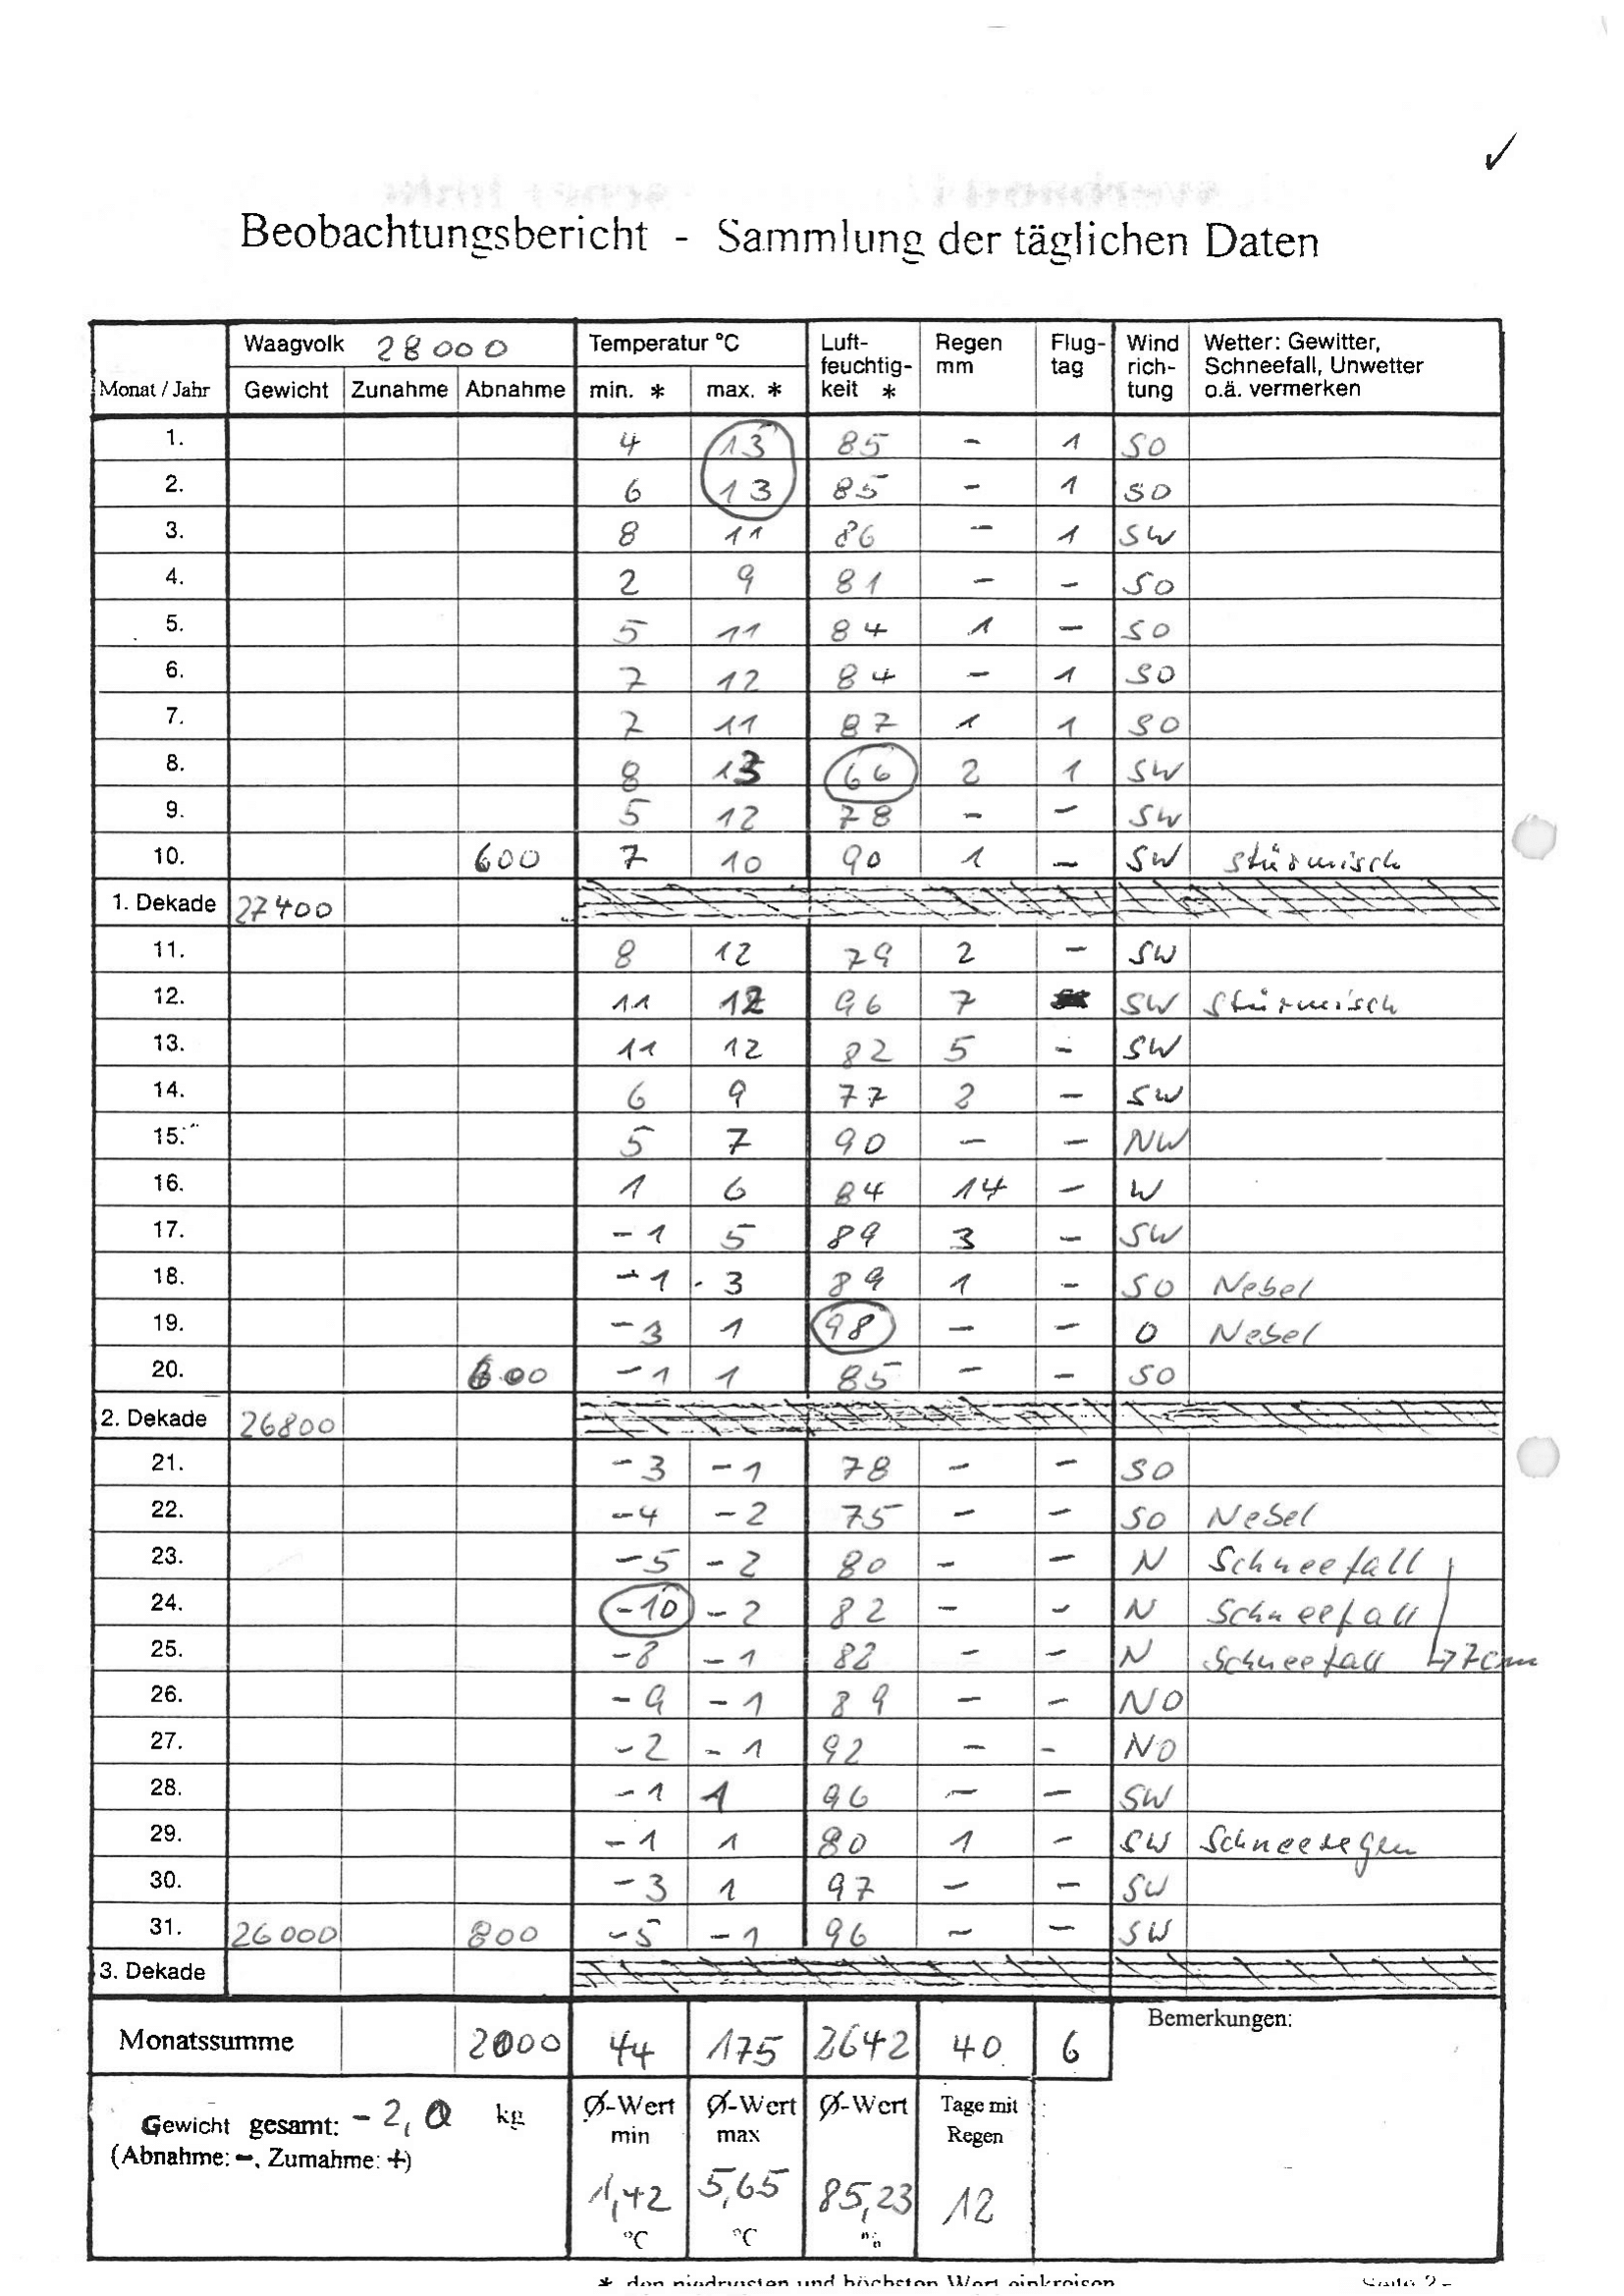 Beobachtungsbericht - Sammlung der täglichen Daten
Monat / Jahr
Waagvolk 28000
Gewicht Zunahme Abnahme
Temperatur °C
min. * max. *
Luft-
feuchtig-
keit *
Regen
mm
Flug-
tag
Wind
rich-
tung
Wetter: Gewitter,
Schneefall, Unwetter
o.ä. vermerken
1. 4 13 85 - 1 SO
2. 6 13 85 - 1 SO
3. 8 11 86 - 1 SW
4. 2 9 81 - - SO
5. 5 11 84 1 - SO
6. 7 12 84 - 1 SO
7. 7 11 87 1 1 SO
8. 8 13 66 2 1 SW
9. 5 12 78 - - SW
10. 600 7 10 90 1 - SW stürmisch
1. Dekade 27400
11. 8 12 79 2 - SW
12. 11 12 96 7 SW stürmisch
13. 11 12 82 5 - SW
14. 6 9 77 2 - SW
15. 5 7 90 - - NW
16. 1 6 84 14 - W
17. -1 5 89 3 - SW
18. -1 3 89 1 - SO Nebel
19. -3 1 98 - - O Nebel
20. 600 -1 1 85 - - SO
2. Dekade 26800
21. -3 -1 78 - - SO
22. -4 -2 75 - - SO Nebel
23. -5 -2 80 - - N Schneefall
24. -10 -2 82 - - N Schneefall
25. -8 -1 82 - - N Schneefall 7cm
26. -9 -1 89 - - NO
27. -2 -1 92 - - NO
28. -1 1 96 - - SW
29. -1 1 80 1 - SW Schneeregen
30. -3 1 97 - - SW
31. 26000 800 -5 -1 96 - - SW
3. Dekade
Monatssumme 2000 44 175 2642 40 6
Bemerkungen:
Gewicht gesamt: -2,0 kg
(Abnahme: -, Zumahme: +)
Ø-Wert
min
1,42
°C
Ø-Wert
max
5,65
°C
Ø-Wert
85,23
Tage mit
Regen
12
* den niedrigsten und höchsten Wert einkreisen
Seite 2 -